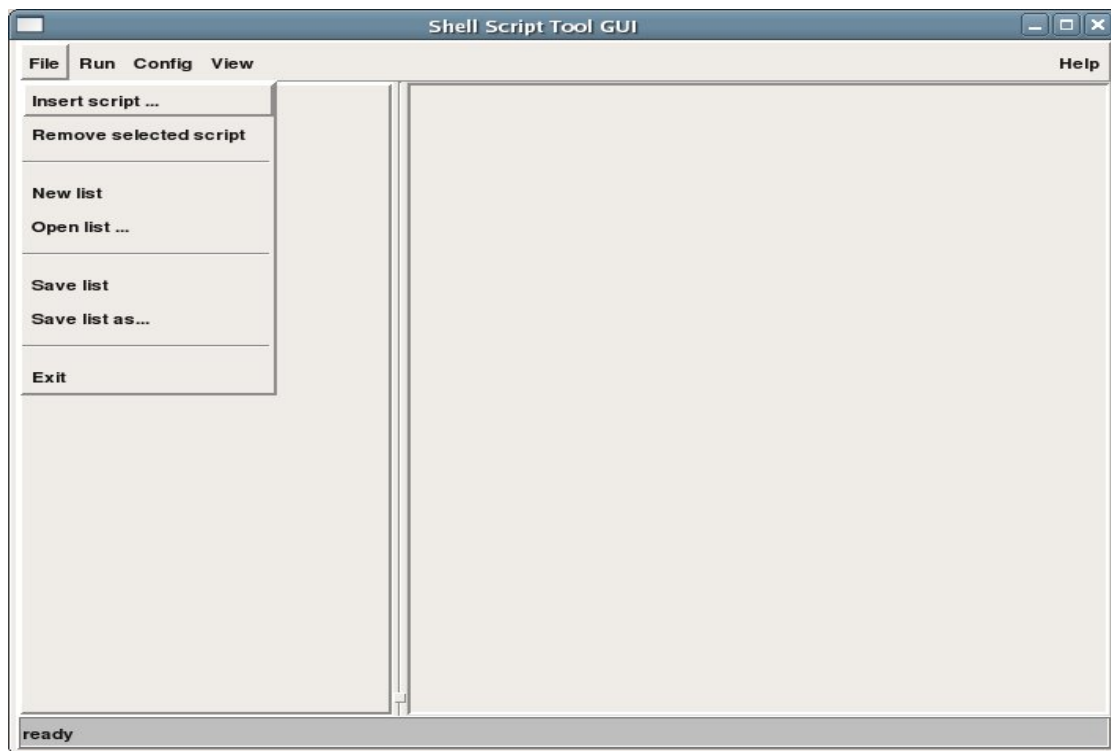 Shell Script Tool GUI
File Run Config View Help
Insert script ...
Remove selected script
New list
Open list ...
Save list
Save list as...
Exit
ready